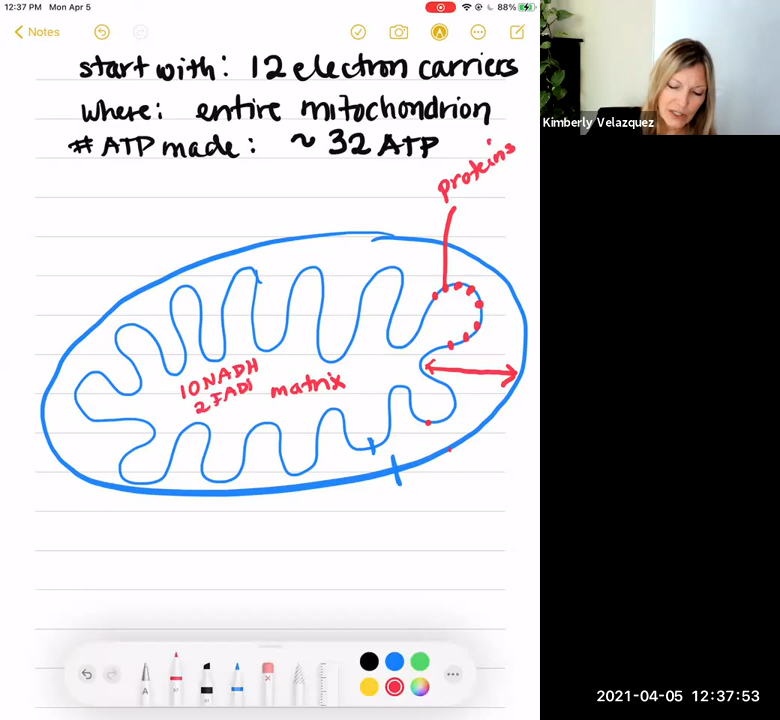 12:37 PM Mon Apr 5
88%
Notes
start with: 12 electron carriers
where: entire mitochondrion
# ATP made: ~ 32 ATP
proteins
10 NADH
2 FADH
matrix
A
Kimberly Velazquez
2021-04-05 12:37:53